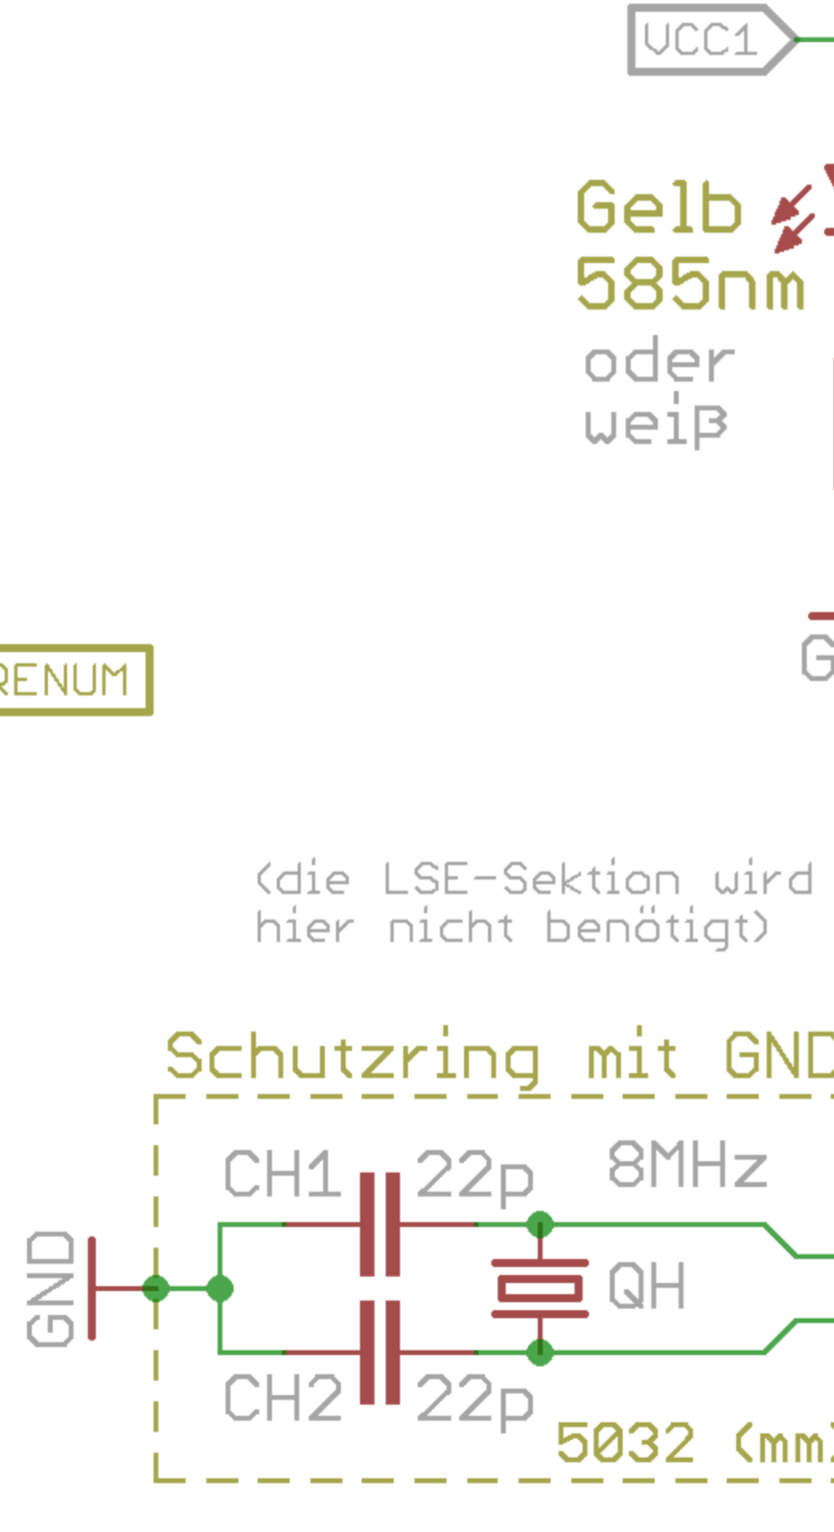 VCC1
Gelb
585nm
oder
weiß
RENUM
(die LSE-Sektion wird
hier nicht benötigt)
Schutzring mit GND
CH1 22p 8MHz
GND
QH
CH2 22p
5032 (mm)